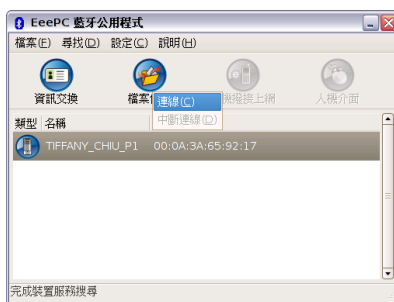 EeePC 藍牙公用程式
檔案(F) 尋找(D) 設定(C) 說明(H)
資訊交換 檔案 撥接上網 人機介面
連線(C)
中斷連線(D)
類型 名稱
TIFFANY_CHIU_P1 00:0A:3A:65:92:17
完成裝置服務搜尋